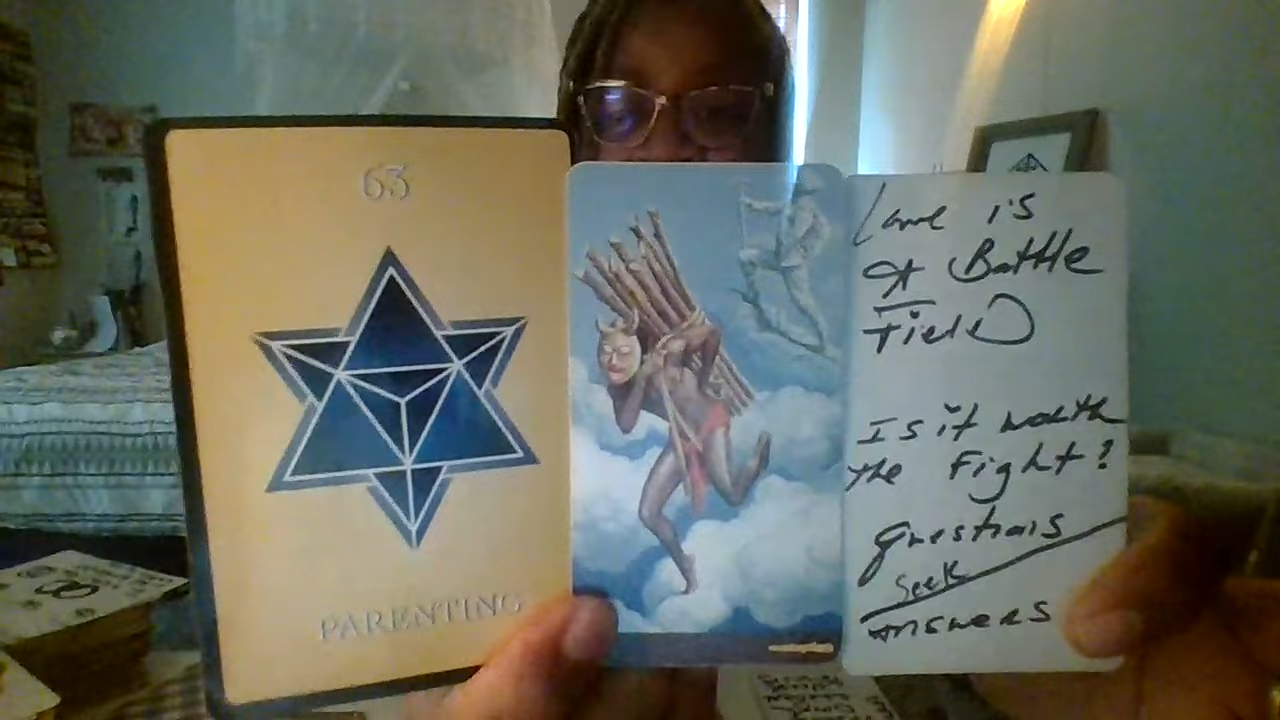 63
PARENTING
Love is
A Battle
Field
Is it worth
the Fight?
Questions
Seek
Answers